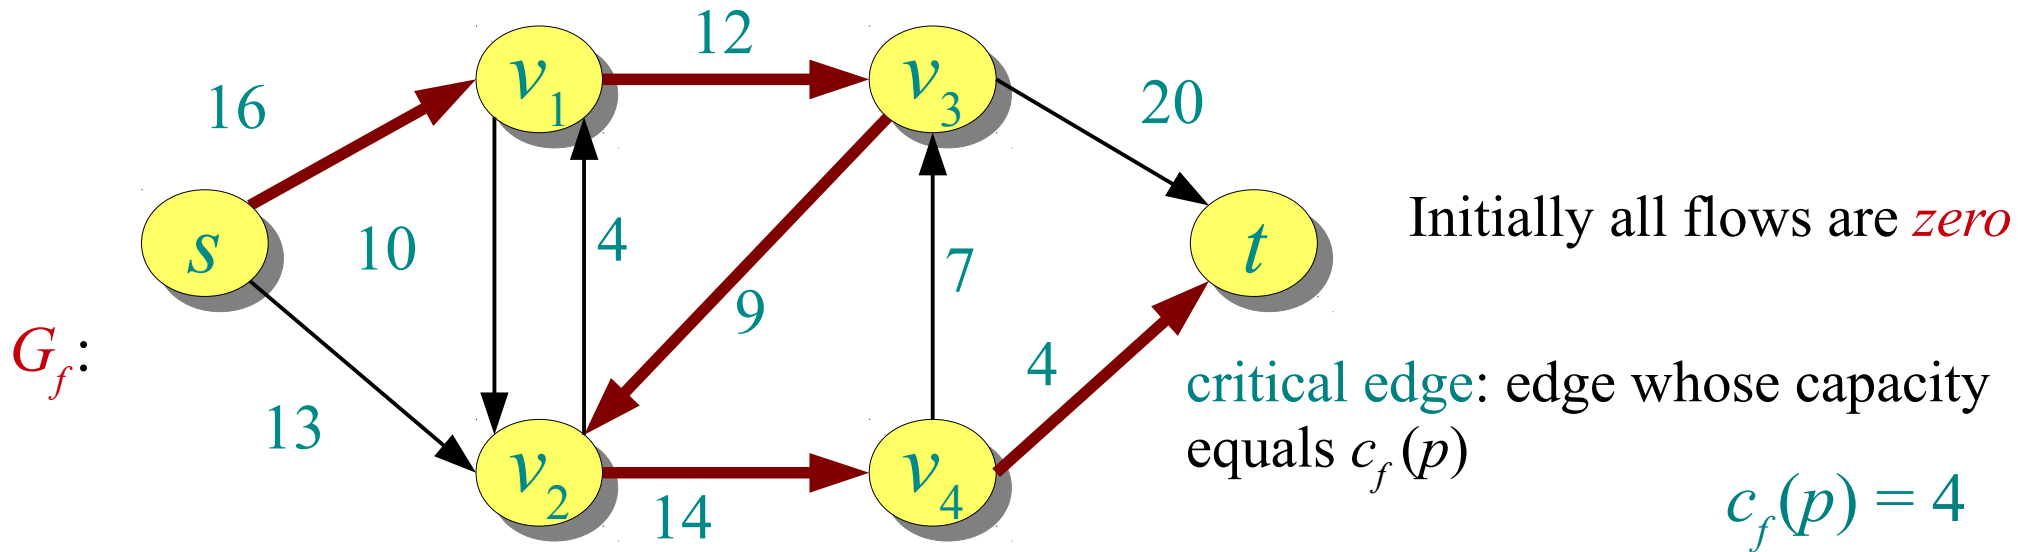 12
v1
v3
16
20
s
10
4
9
7
t
Initially all flows are zero
Gf:
13
4
critical edge: edge whose capacity
equals cf(p)
v2
14
v4
cf(p) = 4